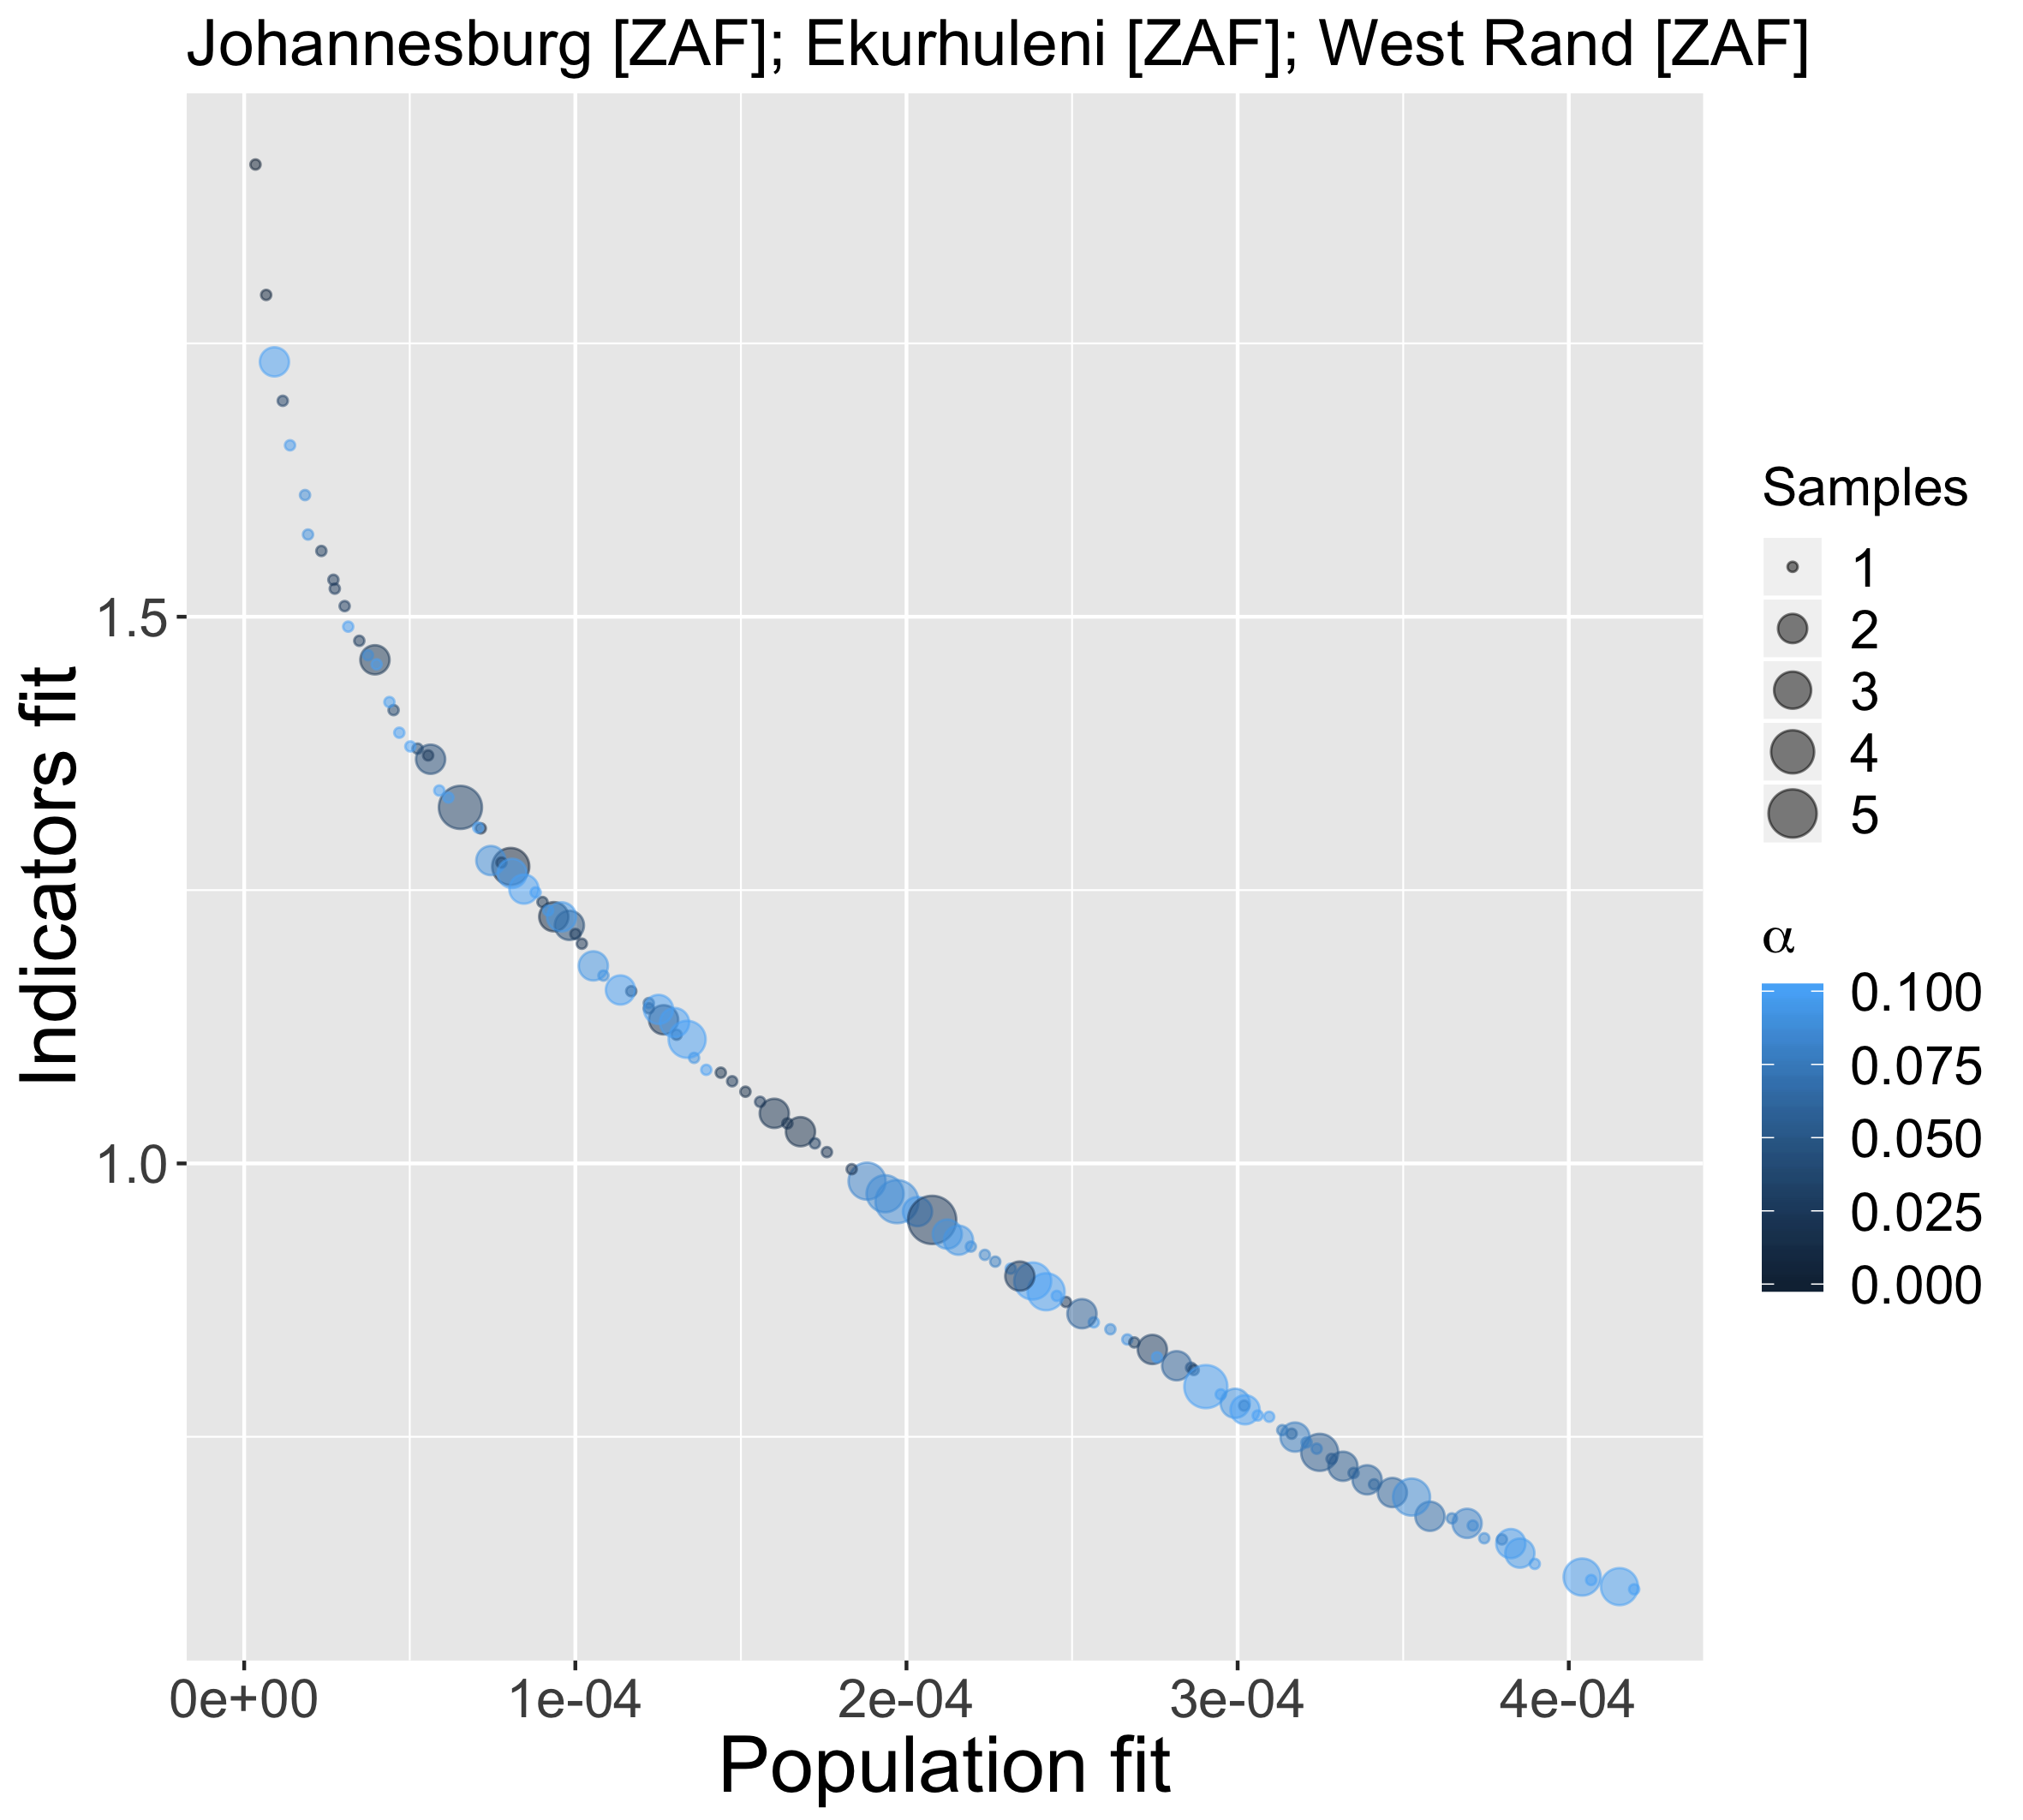 Johannesburg [ZAF]; Ekurhuleni [ZAF]; West Rand [ZAF]
Indicators fit
1.5
1.0
0e+00 1e-04 2e-04 3e-04 4e-04
Population fit
Samples
1
2
3
4
5
α
0.100
0.075
0.050
0.025
0.000